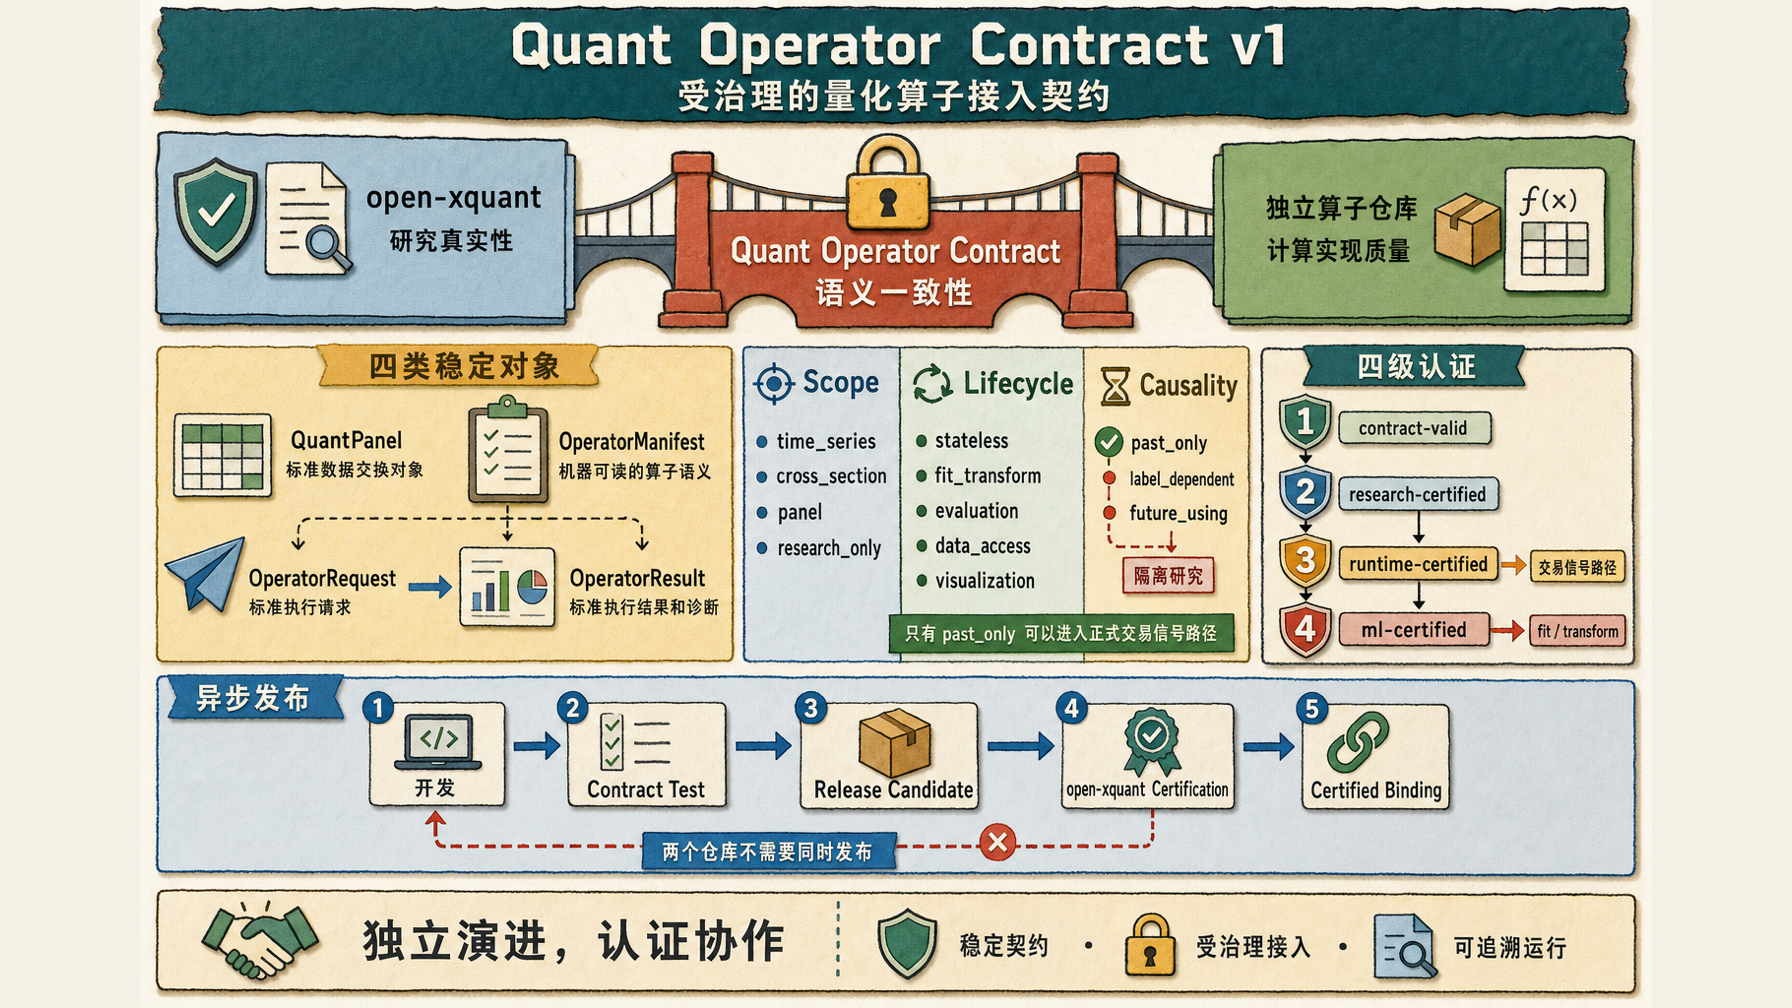 Quant Operator Contract v1
受治理的量化算子接入契约
open-xquant
研究真实性
Quant Operator Contract
语义一致性
独立算子仓库
计算实现质量
f(x)
四类稳定对象
QuantPanel
标准数据交换对象
OperatorManifest
机器可读的算子语义
OperatorRequest
标准执行请求
OperatorResult
标准执行结果和诊断
Scope
time_series
cross_section
panel
research_only
Lifecycle
stateless
fit_transform
evaluation
data_access
visualization
Causality
past_only
label_dependent
future_using
隔离研究
只有 past_only 可以进入正式交易信号路径
四级认证
1
contract-valid
2
research-certified
3
runtime-certified
交易信号路径
4
ml-certified
fit / transform
异步发布
1
</>
开发
2
Contract Test
3
Release Candidate
4
open-xquant Certification
5
Certified Binding
两个仓库不需要同时发布
独立演进，认证协作
稳定契约
•
受治理接入
•
可追溯运行